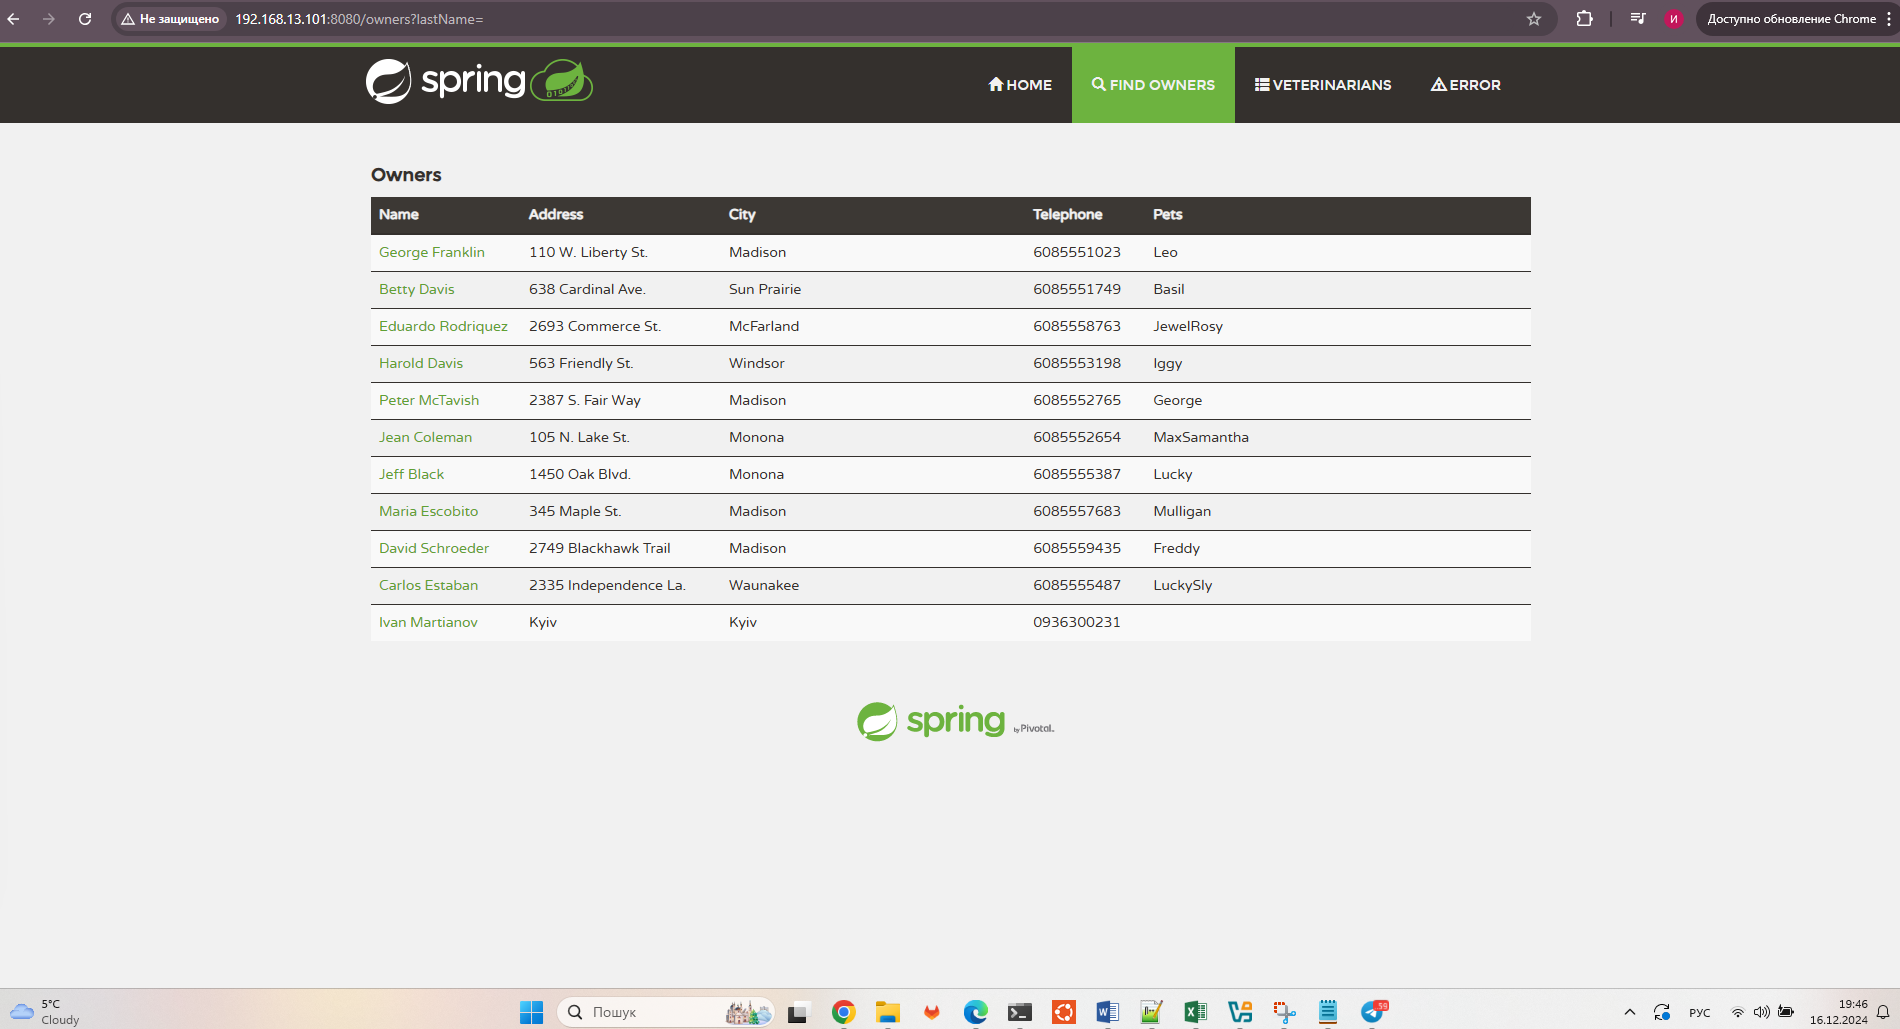 Не защищено 192.168.13.101:8080/owners?lastName= И Доступно обновление Chrome
spring HOME FIND OWNERS VETERINARIANS ERROR
Owners
Name Address City Telephone Pets
George Franklin 110 W. Liberty St. Madison 6085551023 Leo
Betty Davis 638 Cardinal Ave. Sun Prairie 6085551749 Basil
Eduardo Rodriquez 2693 Commerce St. McFarland 6085558763 JewelRosy
Harold Davis 563 Friendly St. Windsor 6085553198 Iggy
Peter McTavish 2387 S. Fair Way Madison 6085552765 George
Jean Coleman 105 N. Lake St. Monona 6085552654 MaxSamantha
Jeff Black 1450 Oak Blvd. Monona 6085555387 Lucky
Maria Escobito 345 Maple St. Madison 6085557683 Mulligan
David Schroeder 2749 Blackhawk Trail Madison 6085559435 Freddy
Carlos Estaban 2335 Independence La. Waunakee 6085555487 LuckySly
Ivan Martianov Kyiv Kyiv 0936300231
spring by Pivotal.
5°C
Cloudy
Пошук
59
РУС
19:46
16.12.2024